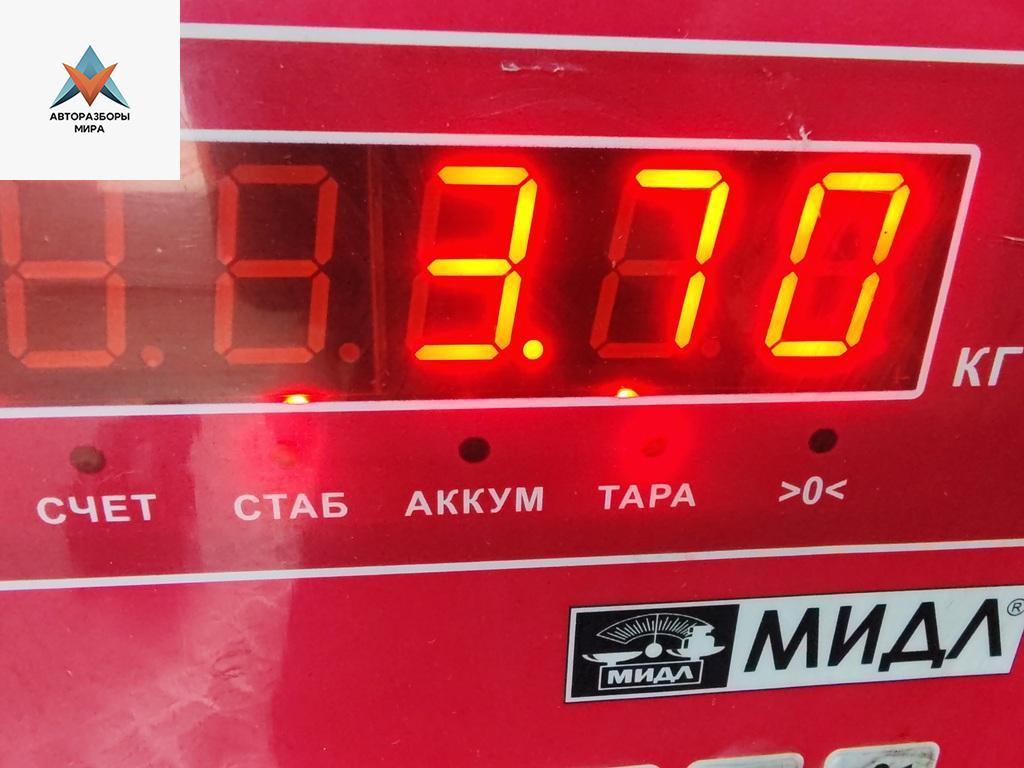 АВТОРАЗБОРЫ
МИРА
3.70
КГ
СЧЕТ СТАБ АККУМ ТАРА >0<
МИДЛ МИДЛ®